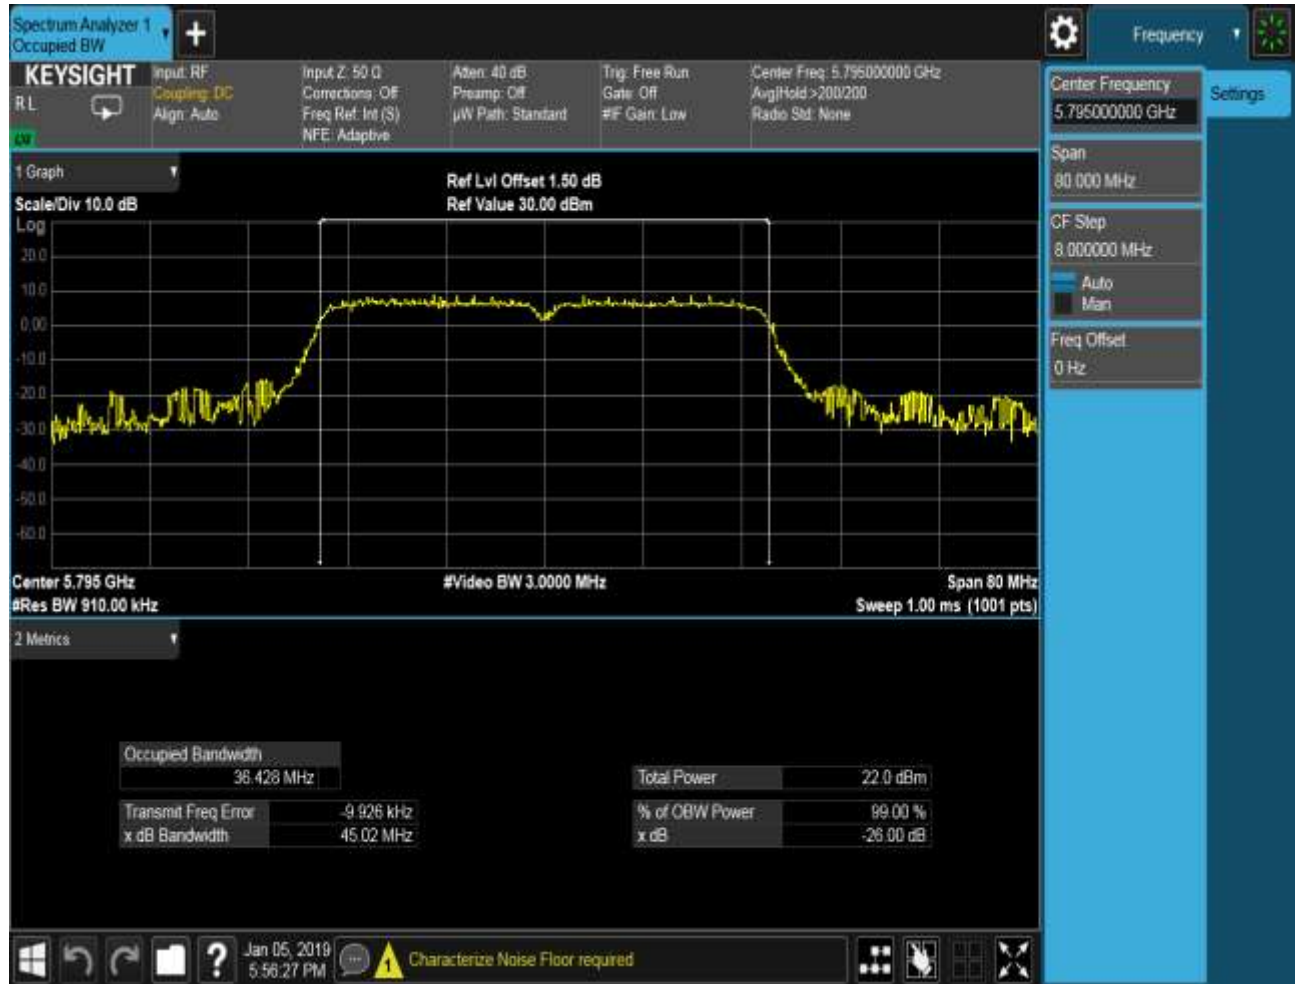 Spectrum Analyzer 1
Occupied BW
Frequency
KEYSIGHT
RL
Input: RF
Coupling: DC
Align: Auto
Input Z: 50 Ω
Corrections: Off
Freq Ref: Int (S)
NFE: Adaptive
Atten: 40 dB
Preamp: Off
µW Path: Standard
Trig: Free Run
Gate: Off
#IF Gain: Low
Center Freq: 5.795000000 GHz
Avg|Hold:>200/200
Radio Std: None
Center Frequency
5.795000000 GHz
Settings
Span
80.000 MHz
CF Step
8.000000 MHz
Auto
Man
Freq Offset
0 Hz
1 Graph
Scale/Div 10.0 dB
Ref Lvl Offset 1.50 dB
Ref Value 30.00 dBm
Log
20.0
10.0
0.00
-10.0
-20.0
-30.0
-40.0
-50.0
-60.0
Center 5.795 GHz
#Video BW 3.0000 MHz
Span 80 MHz
#Res BW 910.00 kHz
Sweep 1.00 ms (1001 pts)
2 Metrics
Occupied Bandwidth
36.428 MHz
Total Power 22.0 dBm
Transmit Freq Error -9.926 kHz
% of OBW Power 99.00 %
x dB Bandwidth 45.02 MHz
x dB -26.00 dB
Jan 05, 2019
5:56:27 PM
1
Characterize Noise Floor required